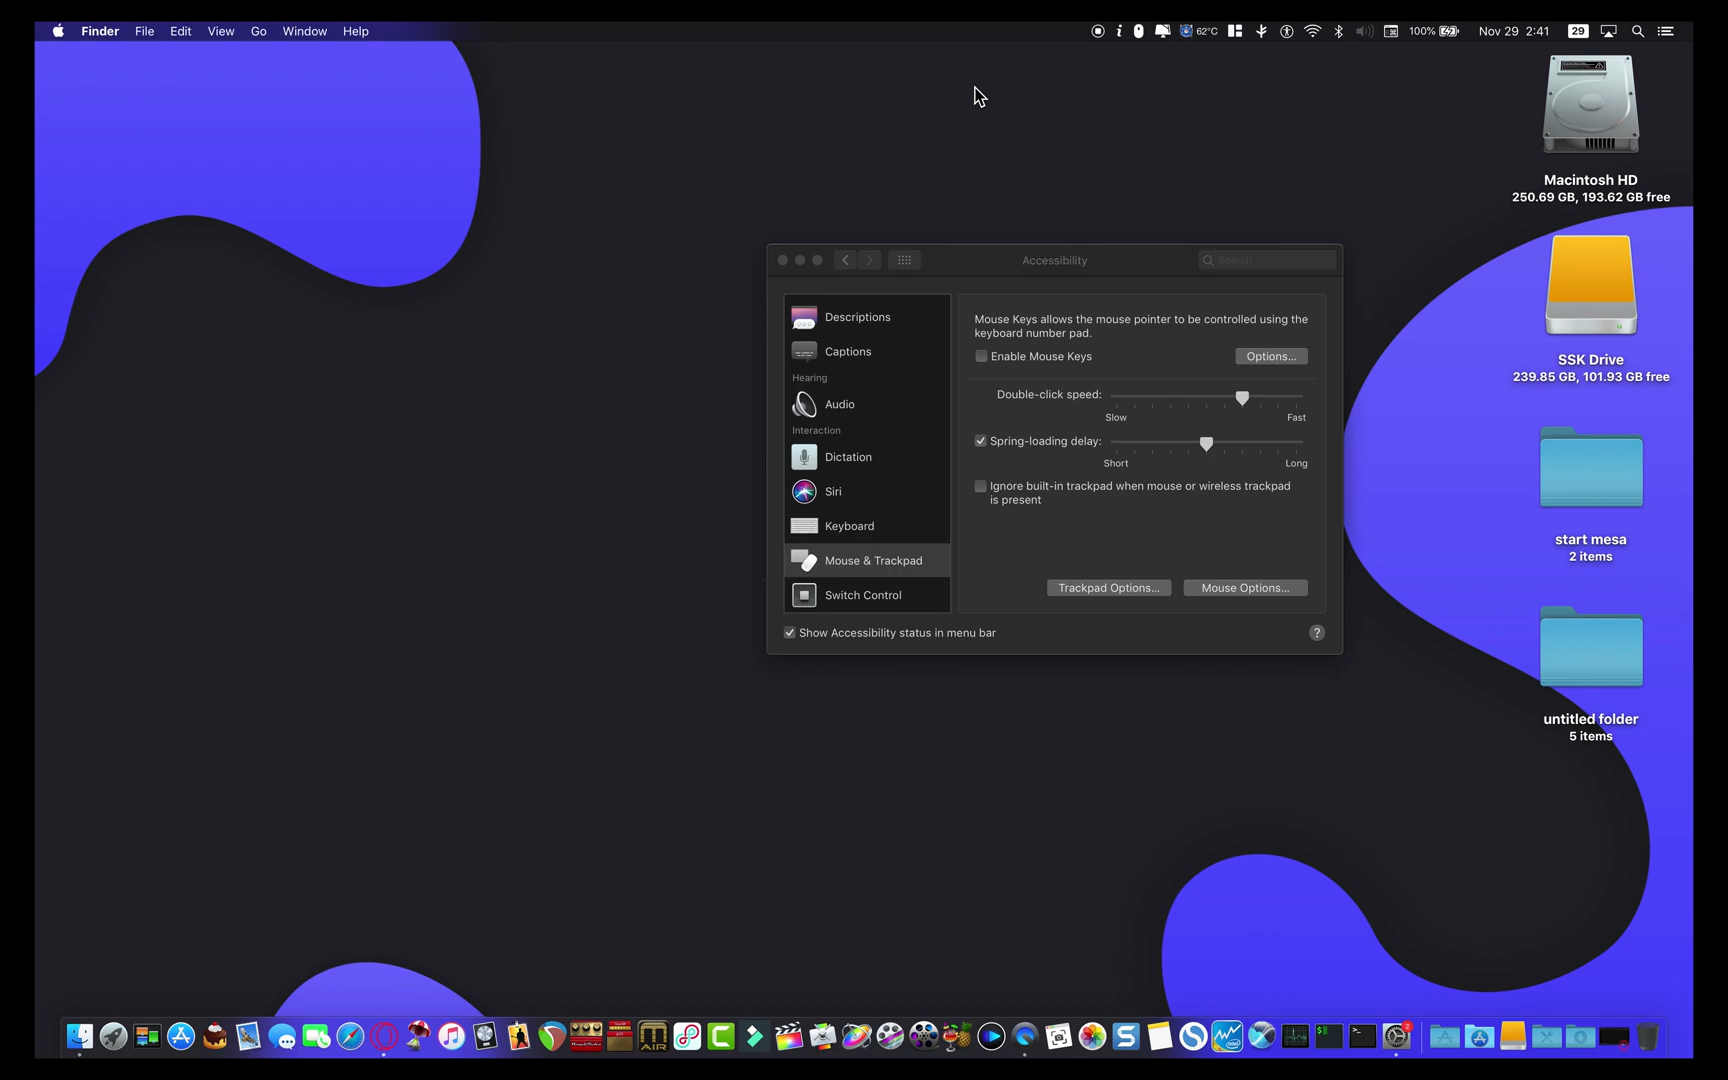 Finder File Edit View Go Window Help
62°C 100% Nov 29 2:41 29
Macintosh HD
250.69 GB, 193.62 GB free
SSK Drive
239.85 GB, 101.93 GB free
start mesa
2 items
untitled folder
5 items
Accessibility
Search
Descriptions
Captions
Hearing
Audio
Interaction
Dictation
Siri
Keyboard
Mouse & Trackpad
Switch Control
Mouse Keys allows the mouse pointer to be controlled using the
keyboard number pad.
Enable Mouse Keys
Options...
Double-click speed:
Slow Fast
Spring-loading delay:
Short Long
Ignore built-in trackpad when mouse or wireless trackpad
is present
Trackpad Options... Mouse Options...
Show Accessibility status in menu bar
?
AIR
2